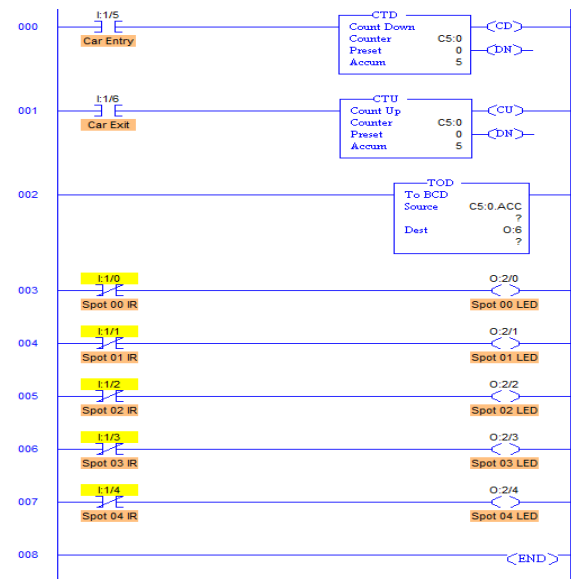 I:1/5
CTD
000
Count Down
CD
Car Entry
Counter C5:0
Preset 0
DN
Accum 5
I:1/6
CTU
001
Count Up
CU
Car Exit
Counter C5:0
Preset 0
DN
Accum 5
002
TOD
To BCD
Source C5:0.ACC
?
Dest O:6
?
I:1/0 O:2/0
003
Spot 00 IR Spot 00 LED
I:1/1 O:2/1
004
Spot 01 IR Spot 01 LED
I:1/2 O:2/2
005
Spot 02 IR Spot 02 LED
I:1/3 O:2/3
006
Spot 03 IR Spot 03 LED
I:1/4 O:2/4
007
Spot 04 IR Spot 04 LED
008 END